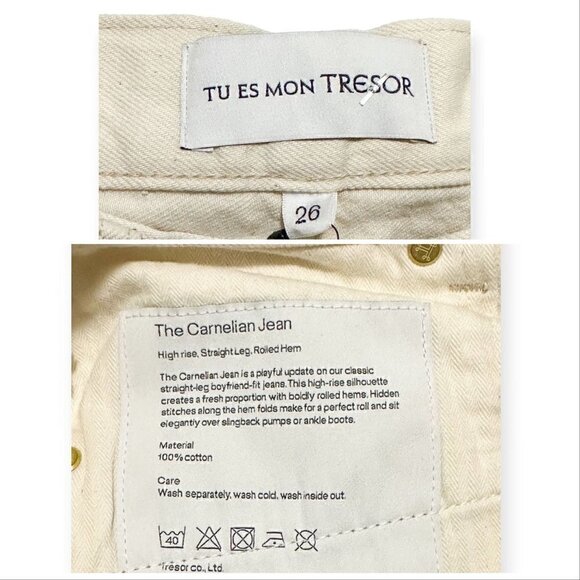 TU ES MON TRESOR
26
The Carnelian Jean
High rise, Straight Leg, Rolled Hem
The Carnelian Jean is a playful update on our classic
straight-leg boyfriend-fit jeans. This high-rise silhouette
creates a fresh proportion with boldly rolled hems. Hidden
stitches along the hem folds make for a perfect roll and sit
elegantly over slingback pumps or ankle boots.
Material
100% cotton
Care
Wash separately, wash cold, wash inside out.
40
Tresor co., Ltd